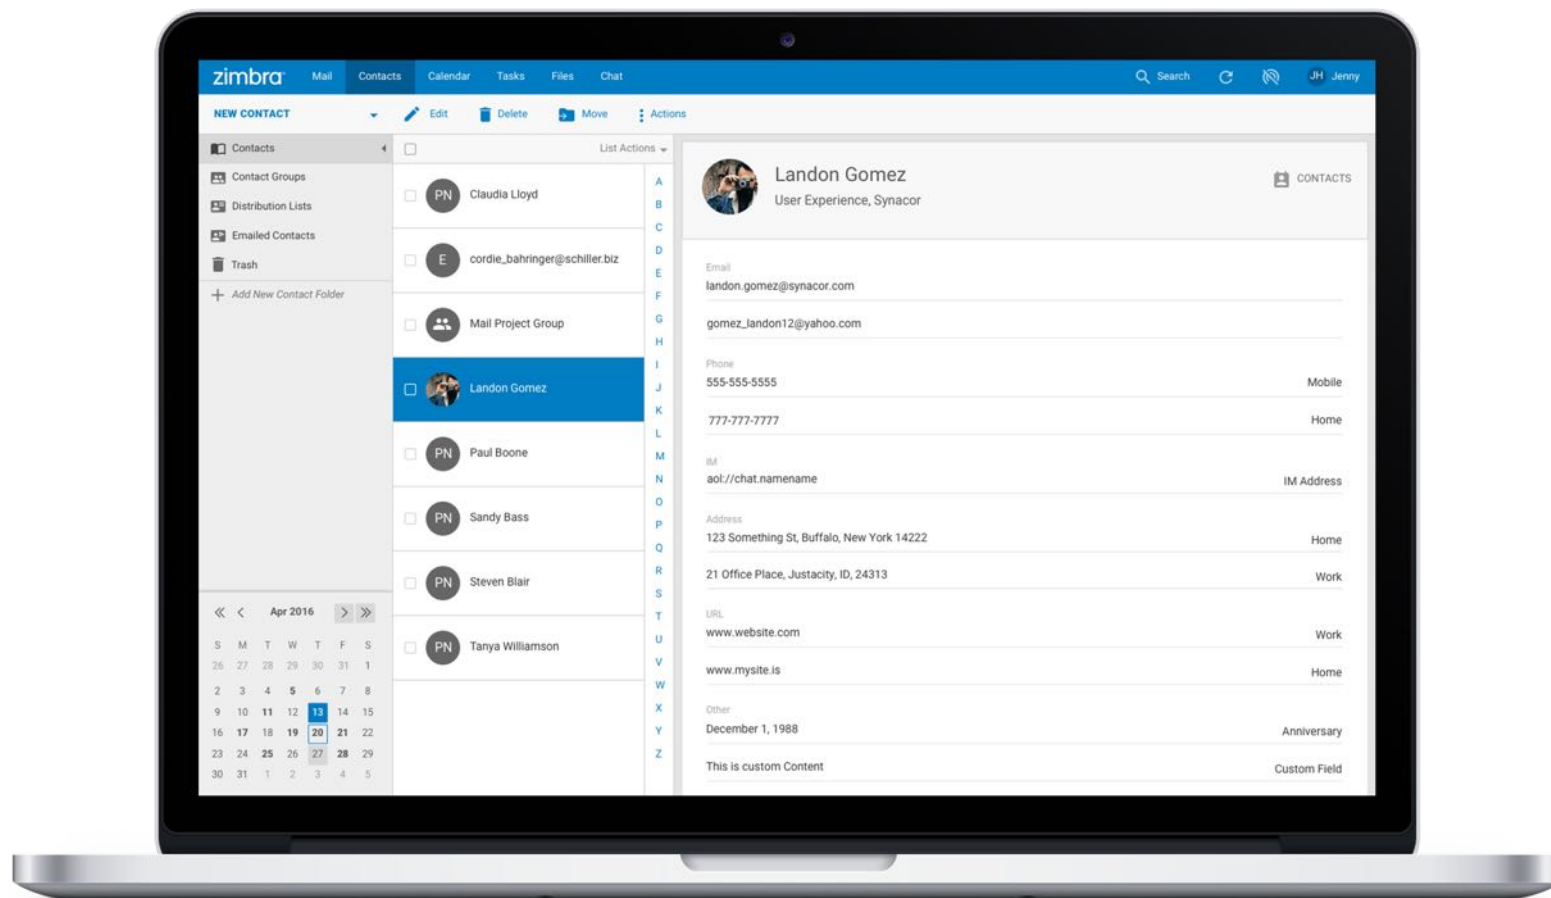 zimbra Mail Contacts Calendar Tasks Files Chat Search JH Jenny
NEW CONTACT Edit Delete Move Actions
Contacts
Contact Groups
Distribution Lists
Emailed Contacts
Trash
Add New Contact Folder
Apr 2016
S M T W T F S
26 27 28 29 30 31 1
2 3 4 5 6 7 8
9 10 11 12 13 14 15
16 17 18 19 20 21 22
23 24 25 26 27 28 29
30 31 1 2 3 4 5
List Actions
PN Claudia Lloyd
E cordie_bahringer@schiller.biz
Mail Project Group
Landon Gomez
PN Paul Boone
PN Sandy Bass
PN Steven Blair
PN Tanya Williamson
A
B
C
D
E
F
G
H
I
J
K
L
M
N
O
P
Q
R
S
T
U
V
W
X
Y
Z
Landon Gomez
User Experience, Synacor
CONTACTS
Email
landon.gomez@synacor.com
gomez_landon12@yahoo.com
Phone
555-555-5555 Mobile
777-777-7777 Home
IM
aol://chat.namename IM Address
Address
123 Something St, Buffalo, New York 14222 Home
21 Office Place, Justacity, ID, 24313 Work
URL
www.website.com Work
www.mysite.is Home
Other
December 1, 1988 Anniversary
This is custom Content Custom Field